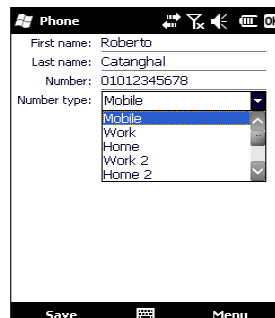 Phone
First name: Roberto
Last name: Catanghal
Number: 01012345678
Number type: Mobile
Mobile
Work
Home
Work 2
Home 2
Save Menu